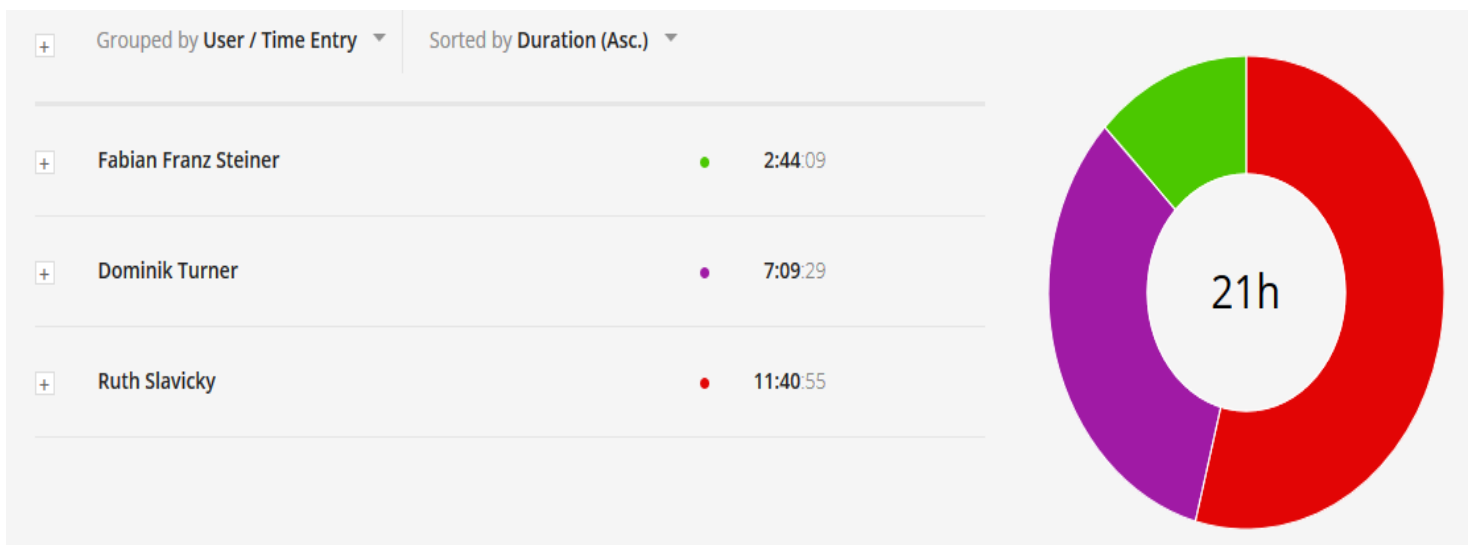 Grouped by User / Time Entry Sorted by Duration (Asc.)
Fabian Franz Steiner 2:44:09
Dominik Turner 7:09:29
Ruth Slavicky 11:40:55
21h